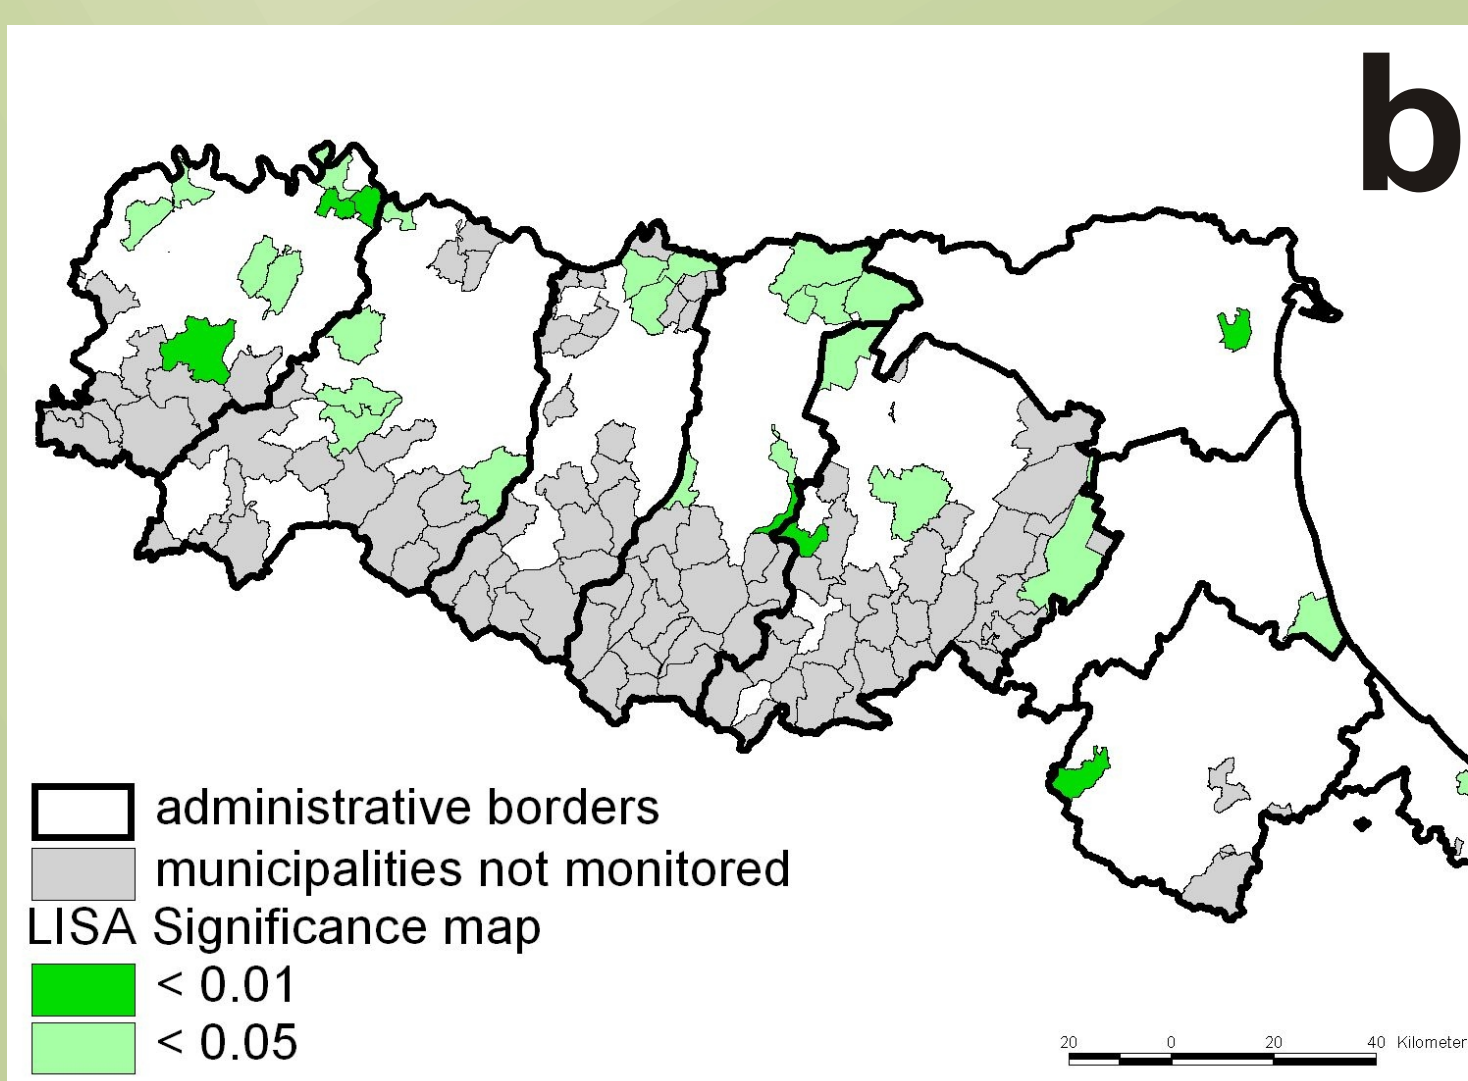 b
administrative borders
municipalities not monitored
LISA Significance map
< 0.01
< 0.05
20 0 20 40 Kilometer